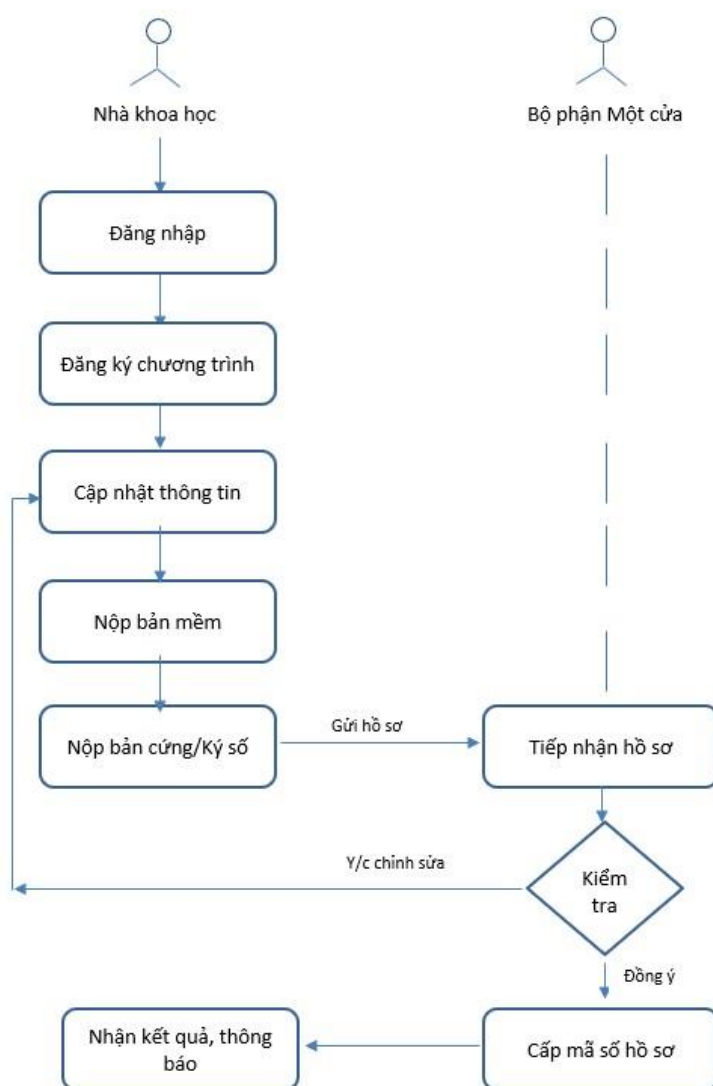 Nhà khoa học
Bộ phận Một cửa
Đăng nhập
Đăng ký chương trình
Cập nhật thông tin
Nộp bản mềm
Nộp bản cứng/Ký số
Gửi hồ sơ
Tiếp nhận hồ sơ
Y/c chỉnh sửa
Kiểm
tra
Đồng ý
Nhận kết quả, thông
báo
Cấp mã số hồ sơ